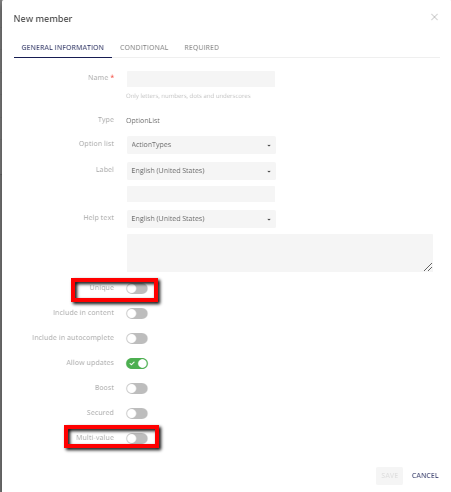 New member
GENERAL INFORMATION CONDITIONAL REQUIRED
Name *
Only letters, numbers, dots and underscores
Type OptionList
Option list ActionTypes
Label English (United States)
Help text English (United States)
Unique
Include in content
Include in autocomplete
Allow updates
Boost
Secured
Multi-value
SAVE CANCEL